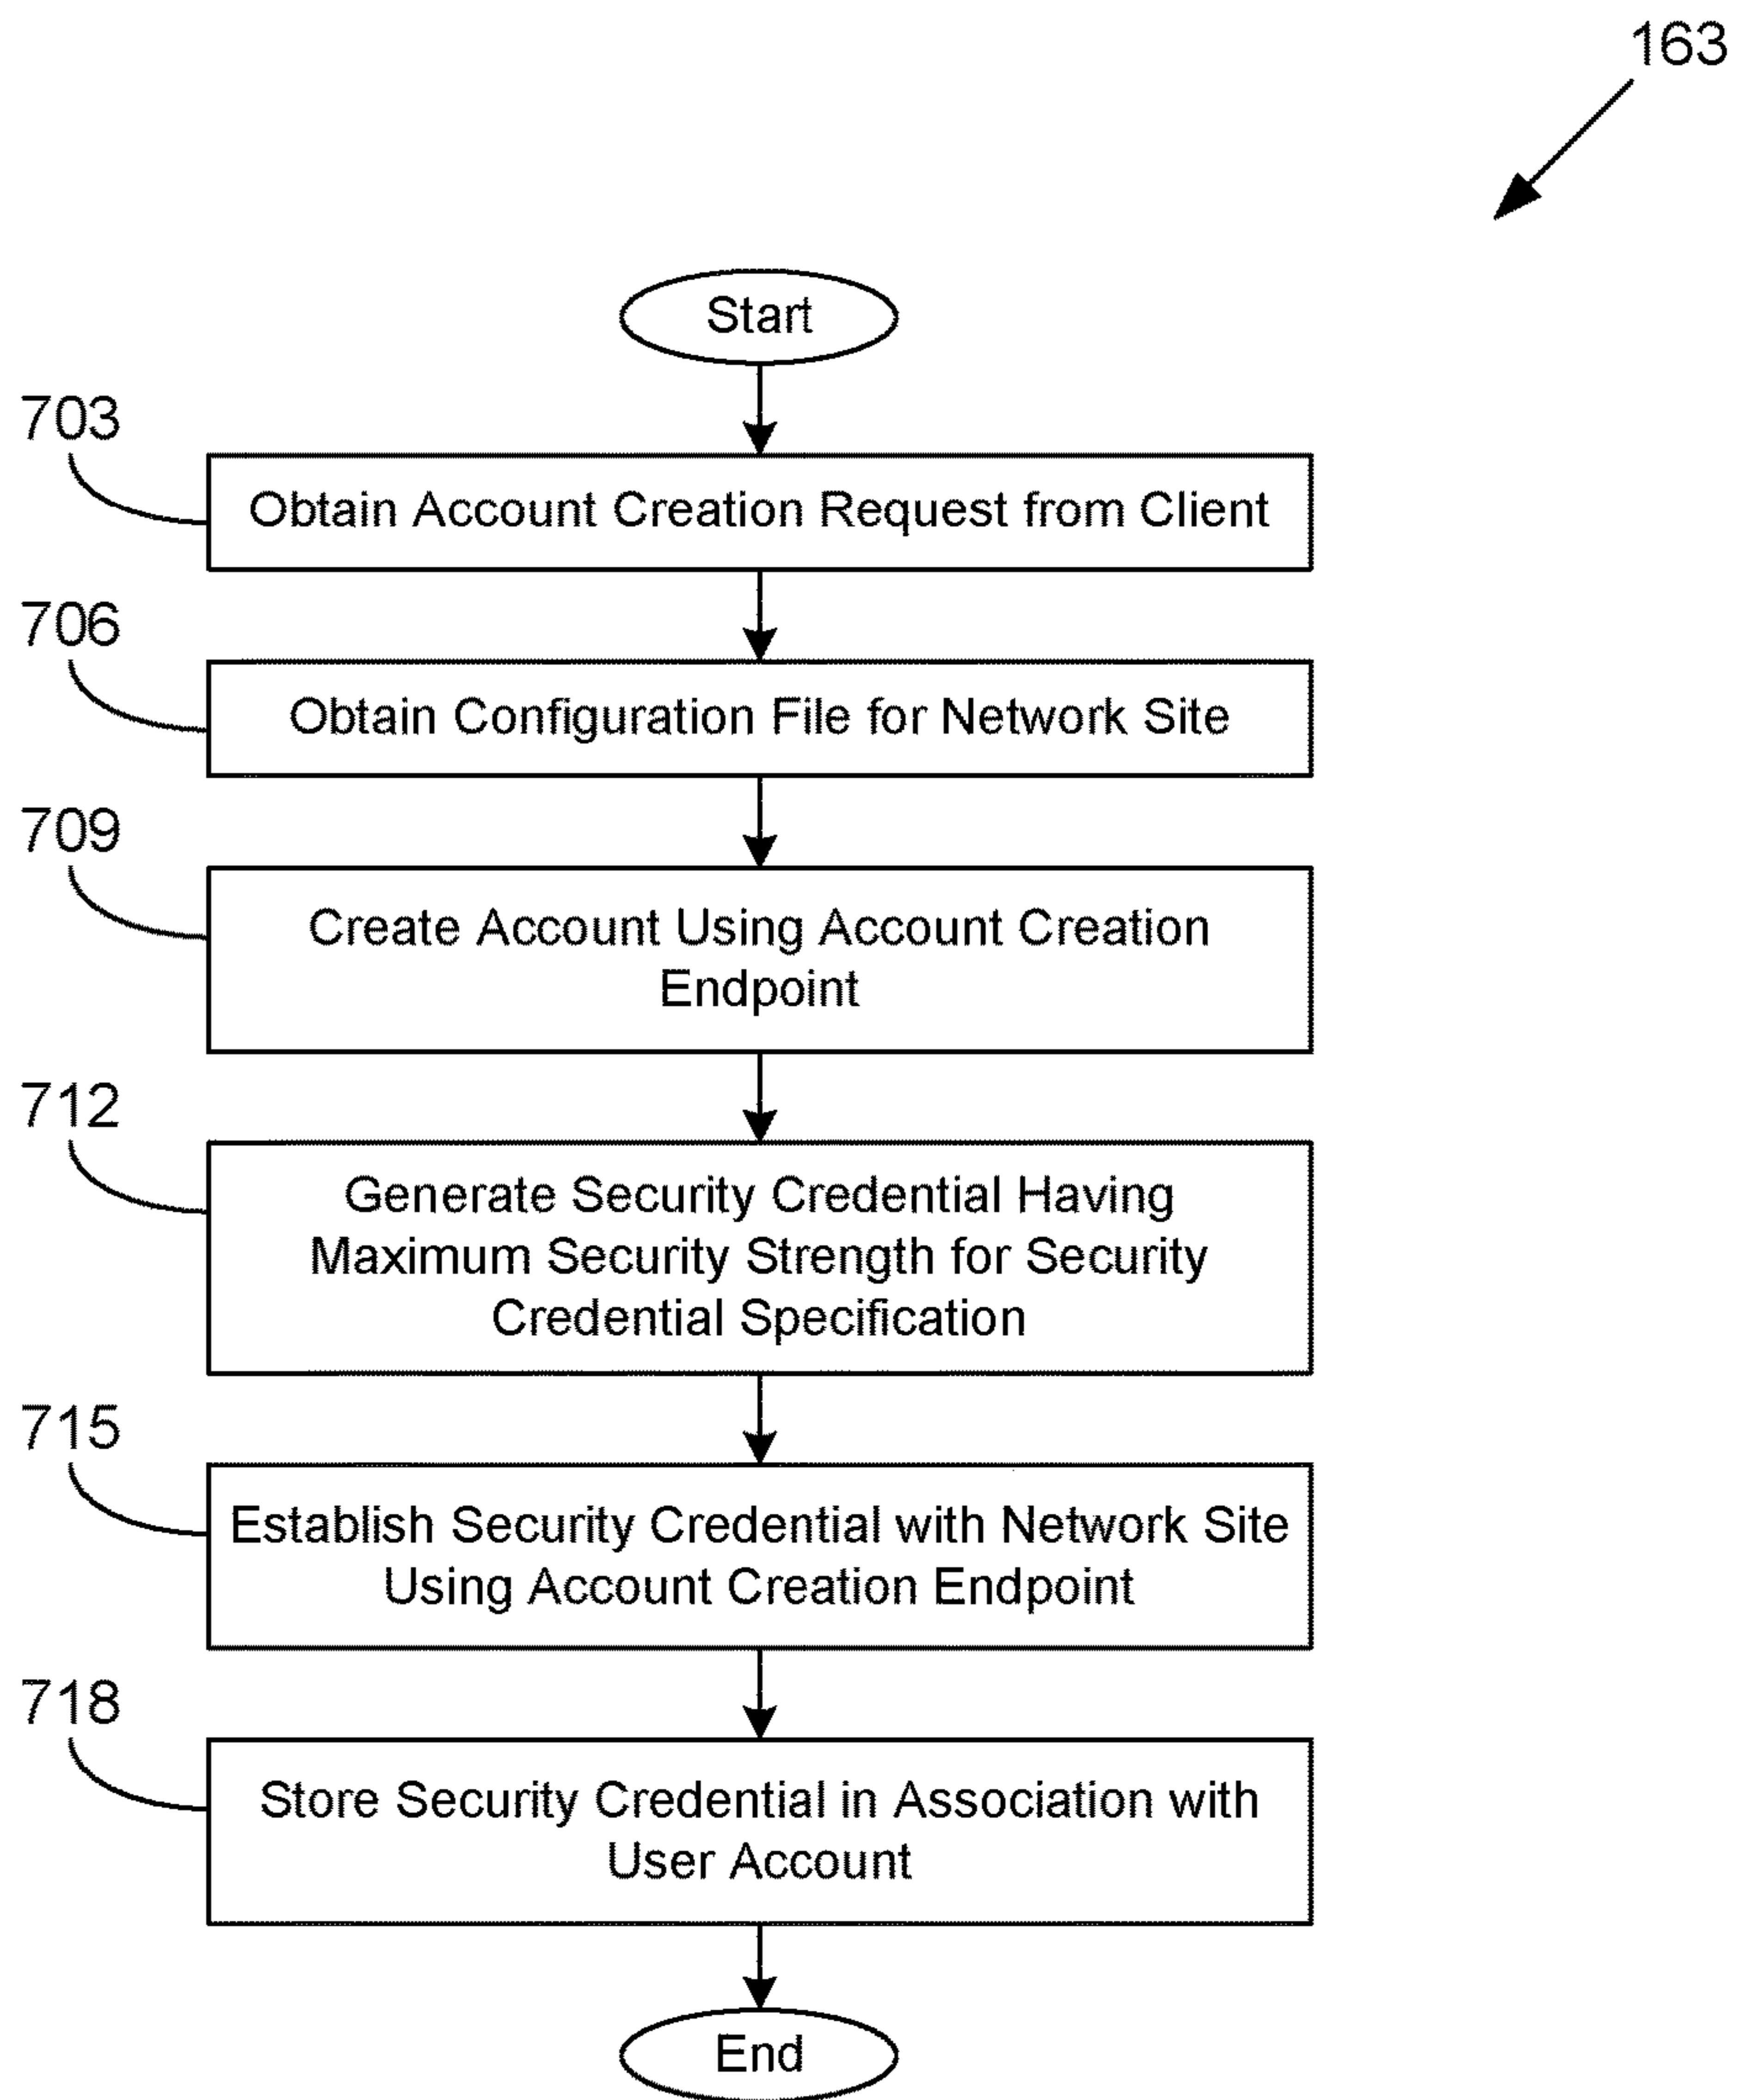 163
Start
703
Obtain Account Creation Request from Client
706
Obtain Configuration File for Network Site
709
Create Account Using Account Creation
Endpoint
712
Generate Security Credential Having
Maximum Security Strength for Security
Credential Specification
715
Establish Security Credential with Network Site
Using Account Creation Endpoint
718
Store Security Credential in Association with
User Account
End